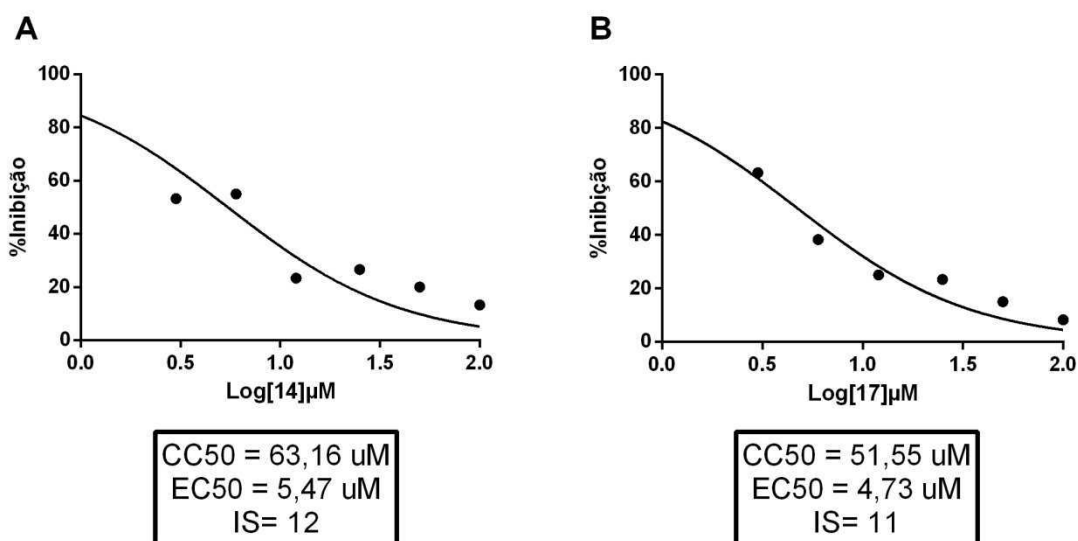 A
100
80
60
40
20
0
%Inibição
0.0 0.5 1.0 1.5 2.0
Log[14]µM
CC50 = 63,16 uM
EC50 = 5,47 uM
IS= 12
B
100
80
60
40
20
0
%Inibição
0.0 0.5 1.0 1.5 2.0
Log[17]µM
CC50 = 51,55 uM
EC50 = 4,73 uM
IS= 11